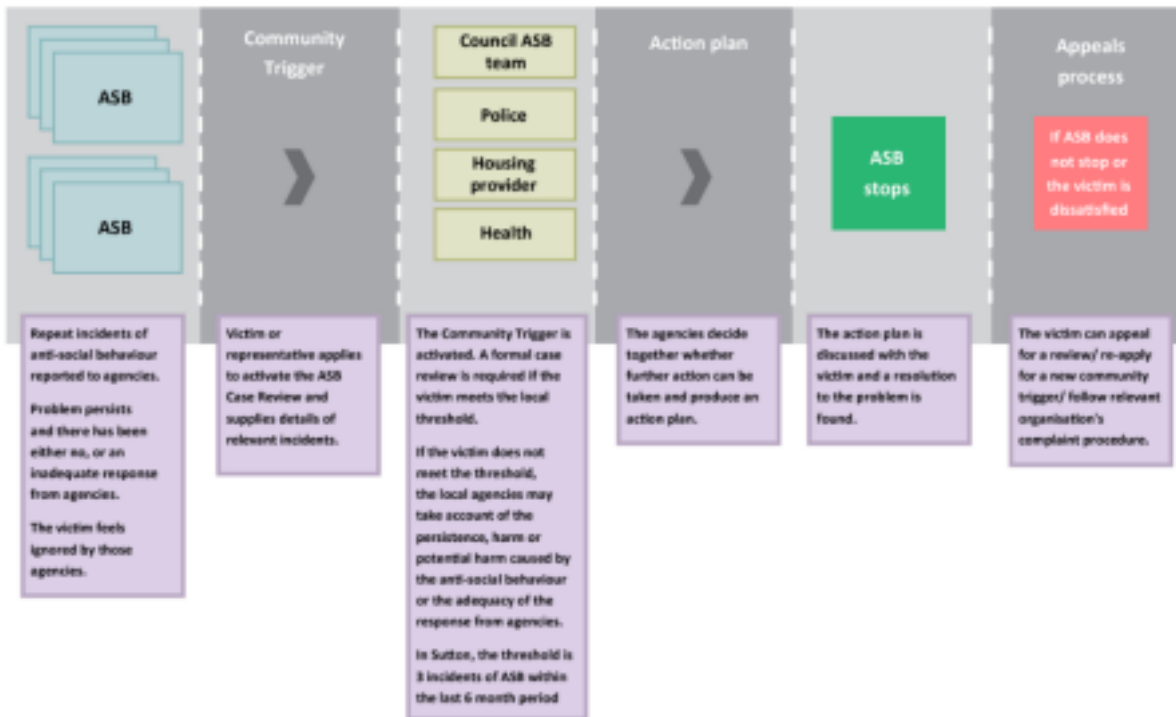 ASB
ASB
Community
Trigger
Council ASB
team
Police
Housing
provider
Health
Action plan
ASB
stops
Appeals
process
If ASB does
not stop or
the victim is
dissatisfied
Repeat incidents of
anti-social behaviour
reported to agencies.
Problem persists
and there has been
either no, or an
inadequate response
from agencies.
The victim feels
ignored by those
agencies.
Victim or
representative applies
to activate the ASB
Case Review and
supplies details of
relevant incidents.
The Community Trigger is
activated. A formal case
review is required if the
victim meets the local
threshold.
If the victim does not
meet the threshold,
the local agencies may
take account of the
persistence, harm or
potential harm caused by
the anti-social behaviour
or the adequacy of the
response from agencies.
In Sutton, the threshold is
3 incidents of ASB within
the last 6 month period
The agencies decide
together whether
further action can be
taken and produce an
action plan.
The action plan is
discussed with the
victim and a resolution
to the problem is
found.
The victim can appeal
for a review/ re-apply
for a new community
trigger/ follow relevant
organisation's
complaint procedure.